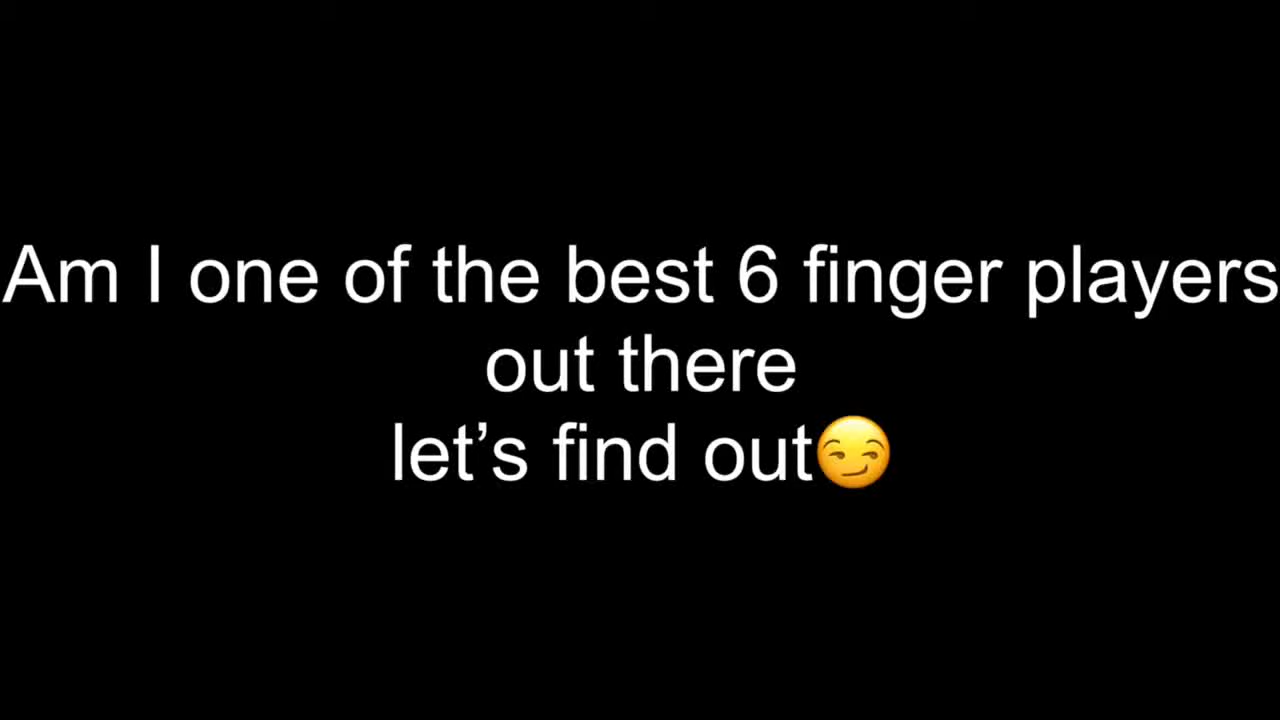 Am I one of the best 6 finger players
out there
let’s find out😏